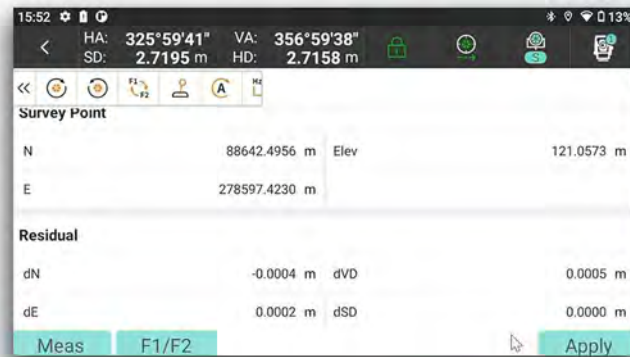 15:52 13%
HA: 325°59'41" VA: 356°59'38"
SD: 2.7195 m HD: 2.7158 m
S 1
F1 F2 A Hz
Survey Point
N 88642.4956 m Elev 121.0573 m
E 278597.4230 m
Residual
dN -0.0004 m dVD 0.0005 m
dE 0.0002 m dSD 0.0000 m
Meas F1/F2 Apply